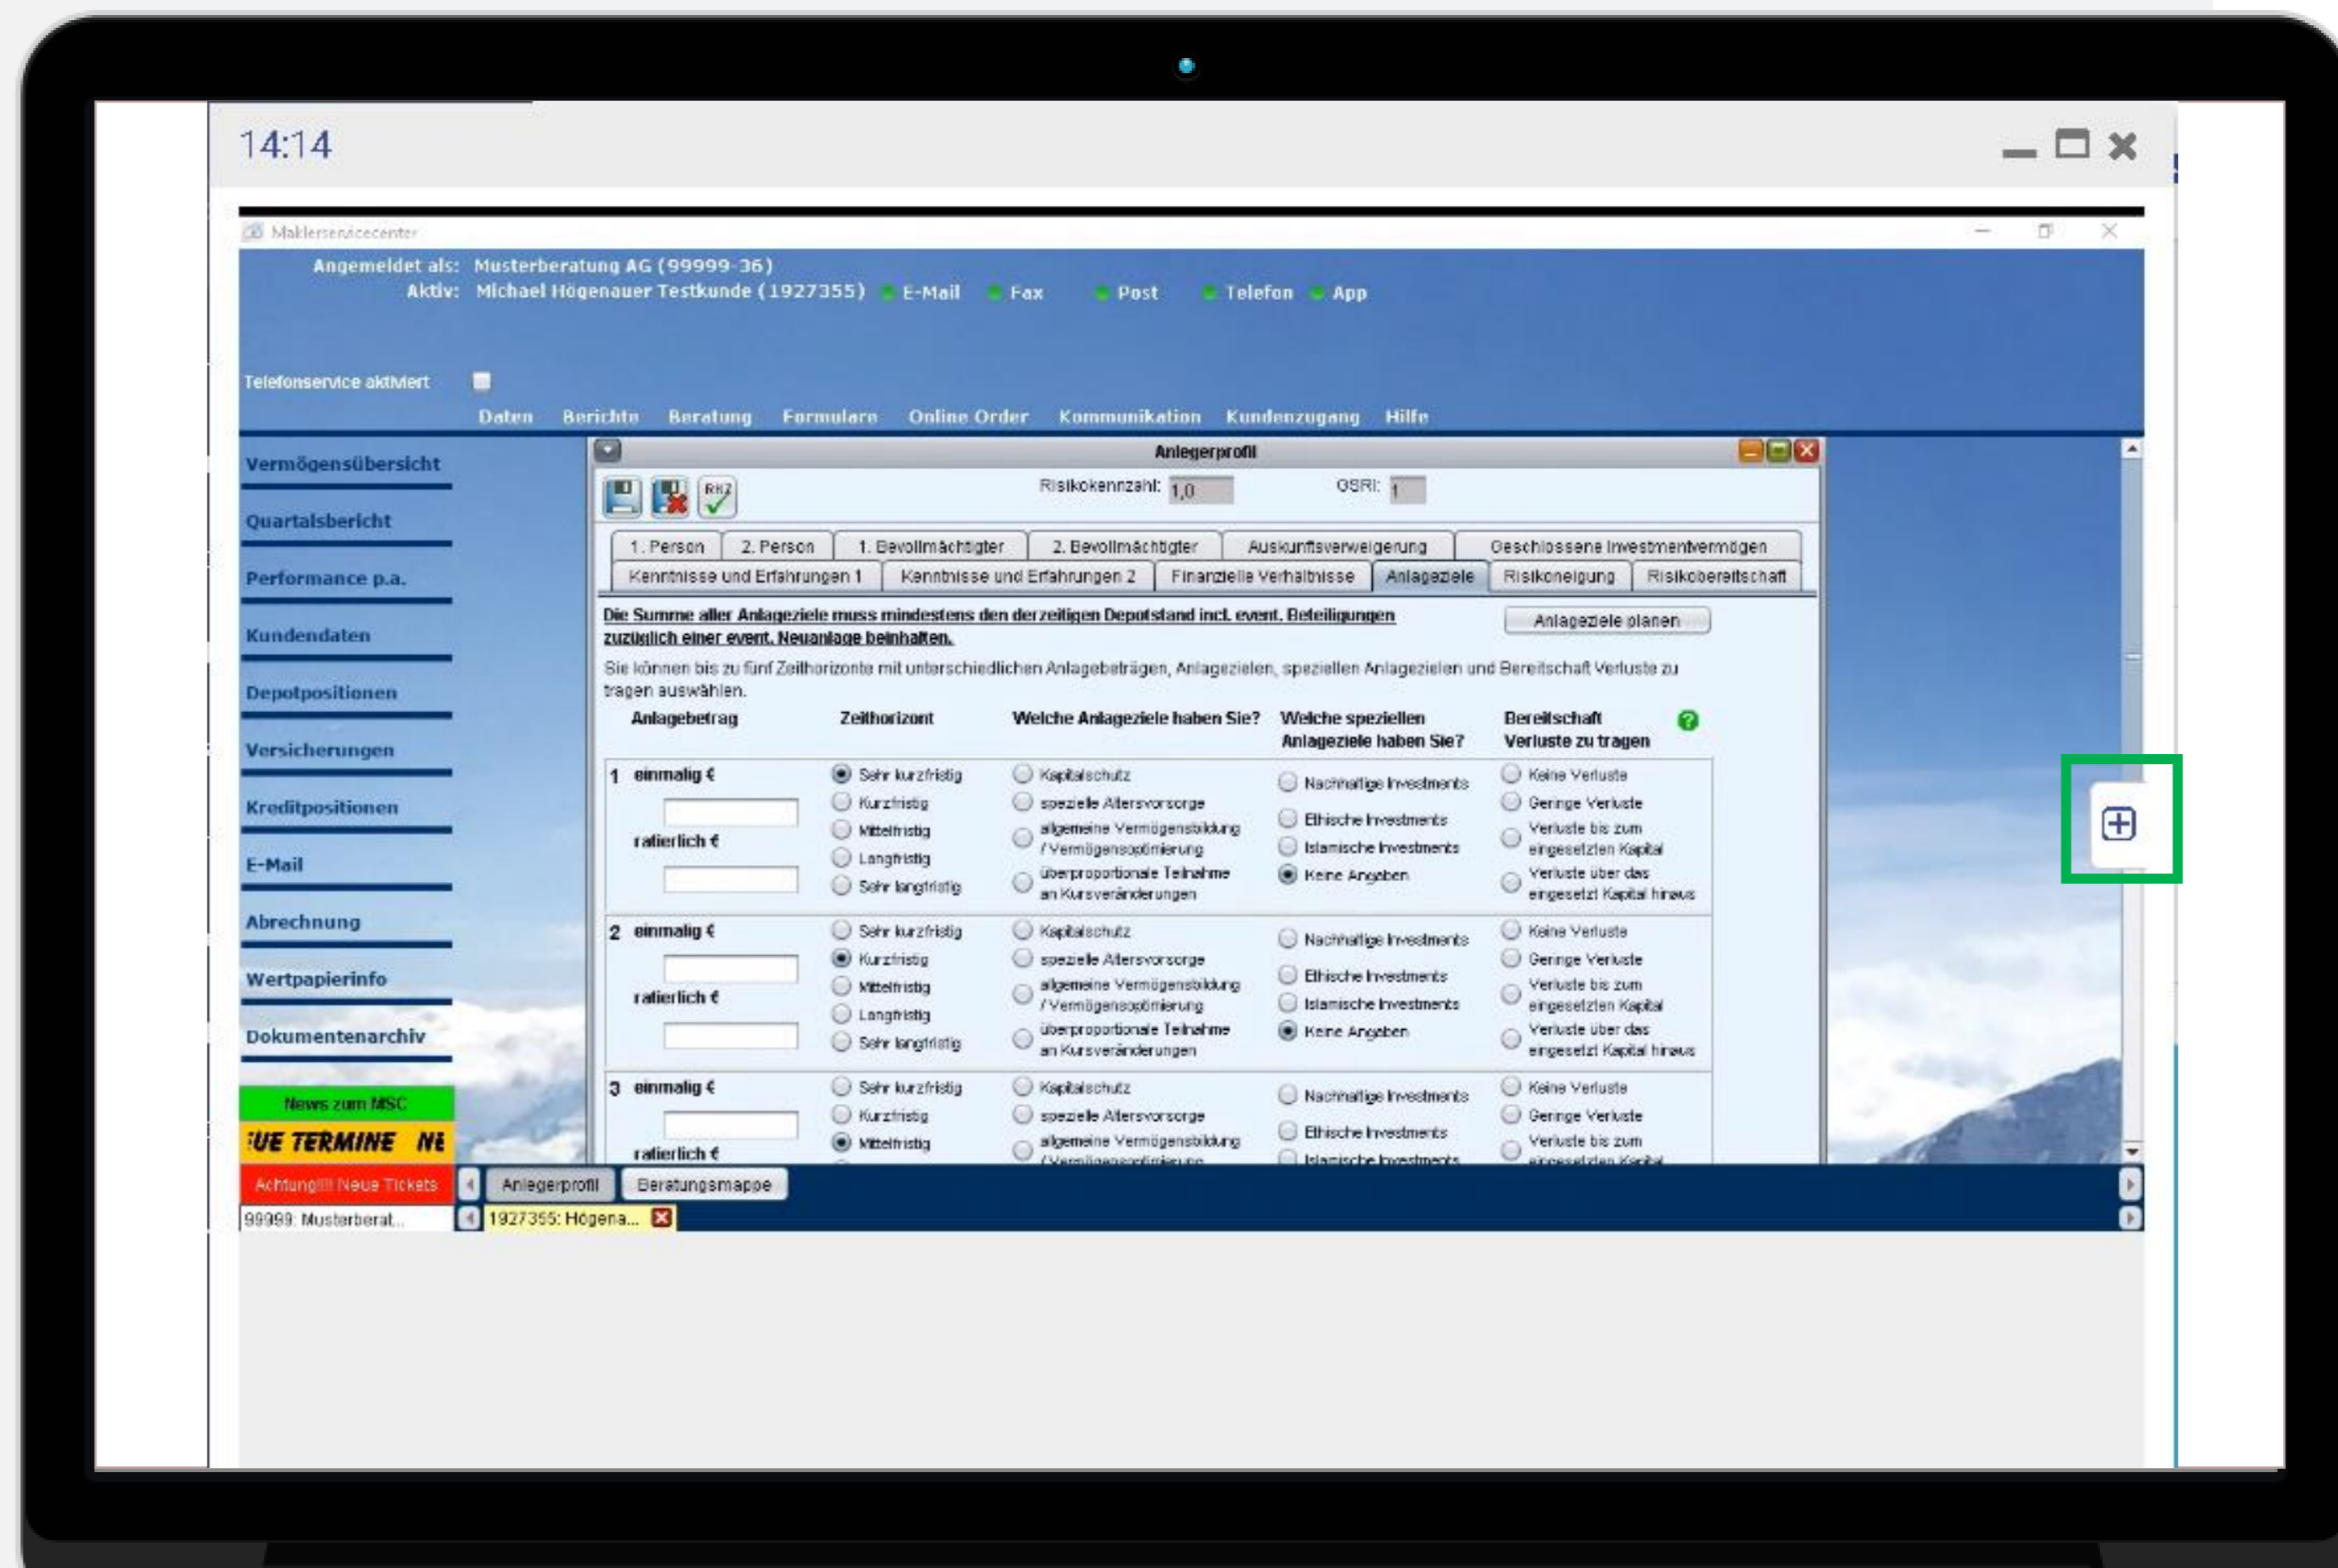 14:14
Maklerservicecenter
Angemeldet als: Musterberatung AG (99999-36)
Aktiv: Michael Högenauer Testkunde (1927355) E-Mail Fax Post Telefon App
Telefonservice aktiviert
Daten Berichte Beratung Formulare Online Order Kommunikation Kundenzugang Hilfe
Vermögensübersicht
Quartalsbericht
Performance p.a.
Kundendaten
Depotpositionen
Versicherungen
Kreditpositionen
E-Mail
Abrechnung
Wertpapierinfo
Dokumentenarchiv
News zum MSC
UE TERMINE NE
Achtung!!!! Neue Tickets
99999: Musterberat...
Anlegerprofil
RKZ
Risikokennzahl: 1,0 GSRI: 1
1. Person 2. Person 1. Bevollmächtigter 2. Bevollmächtigter Auskunftsverweigerung Geschlossene Investmentvermögen
Kenntnisse und Erfahrungen 1 Kenntnisse und Erfahrungen 2 Finanzielle Verhältnisse Anlageziele Risikoneigung Risikobereitschaft
Die Summe aller Anlageziele muss mindestens den derzeitigen Depotstand incl. event. Beteiligungen
zuzüglich einer event. Neuanlage beinhalten.
Anlageziele planen
Sie können bis zu fünf Zeithorizonte mit unterschiedlichen Anlagebeträgen, Anlagezielen, speziellen Anlagezielen und Bereitschaft Verluste zu
tragen auswählen.
Anlagebetrag Zeithorizont Welche Anlageziele haben Sie? Welche speziellen Bereitschaft ?
Anlageziele haben Sie? Verluste zu tragen
1 einmalig €
ratierlich €
Sehr kurzfristig
Kurzfristig
Mittelfristig
Langfristig
Sehr langfristig
Kapitalschutz
spezielle Altersvorsorge
allgemeine Vermögensbildung
/ Vermögensoptimierung
überproportionale Teilnahme
an Kursveränderungen
Nachhaltige Investments
Ethische Investments
Islamische Investments
Keine Angaben
Keine Verluste
Geringe Verluste
Verluste bis zum
eingesetzten Kapital
Verluste über das
eingesetzt Kapital hinaus
2 einmalig €
ratierlich €
Sehr kurzfristig
Kurzfristig
Mittelfristig
Langfristig
Sehr langfristig
Kapitalschutz
spezielle Altersvorsorge
allgemeine Vermögensbildung
/ Vermögensoptimierung
überproportionale Teilnahme
an Kursveränderungen
Nachhaltige Investments
Ethische Investments
Islamische Investments
Keine Angaben
Keine Verluste
Geringe Verluste
Verluste bis zum
eingesetzten Kapital
Verluste über das
eingesetzt Kapital hinaus
3 einmalig €
ratierlich €
Sehr kurzfristig
Kurzfristig
Mittelfristig
Kapitalschutz
spezielle Altersvorsorge
allgemeine Vermögensbildung
/ Vermögensoptimierung
Nachhaltige Investments
Ethische Investments
Islamische Investments
Keine Verluste
Geringe Verluste
Verluste bis zum
eingesetzten Kapital
Anlegerprofil Beratungsmappe
1927355: Högena...